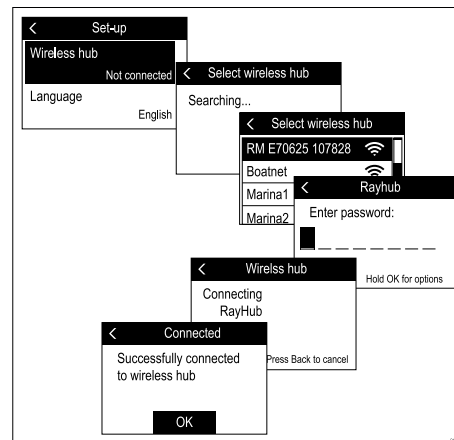 Set-up
Wireless hub
Not connected
Language
English
Select wireless hub
Searching...
Select wireless hub
RM E70625 107828
Boatnet
Marina1
Marina2
Rayhub
Enter password:
Hold OK for options
Wirelss hub
Connecting
RayHub
Press Back to cancel
Connected
Successfully connected
to wireless hub
OK